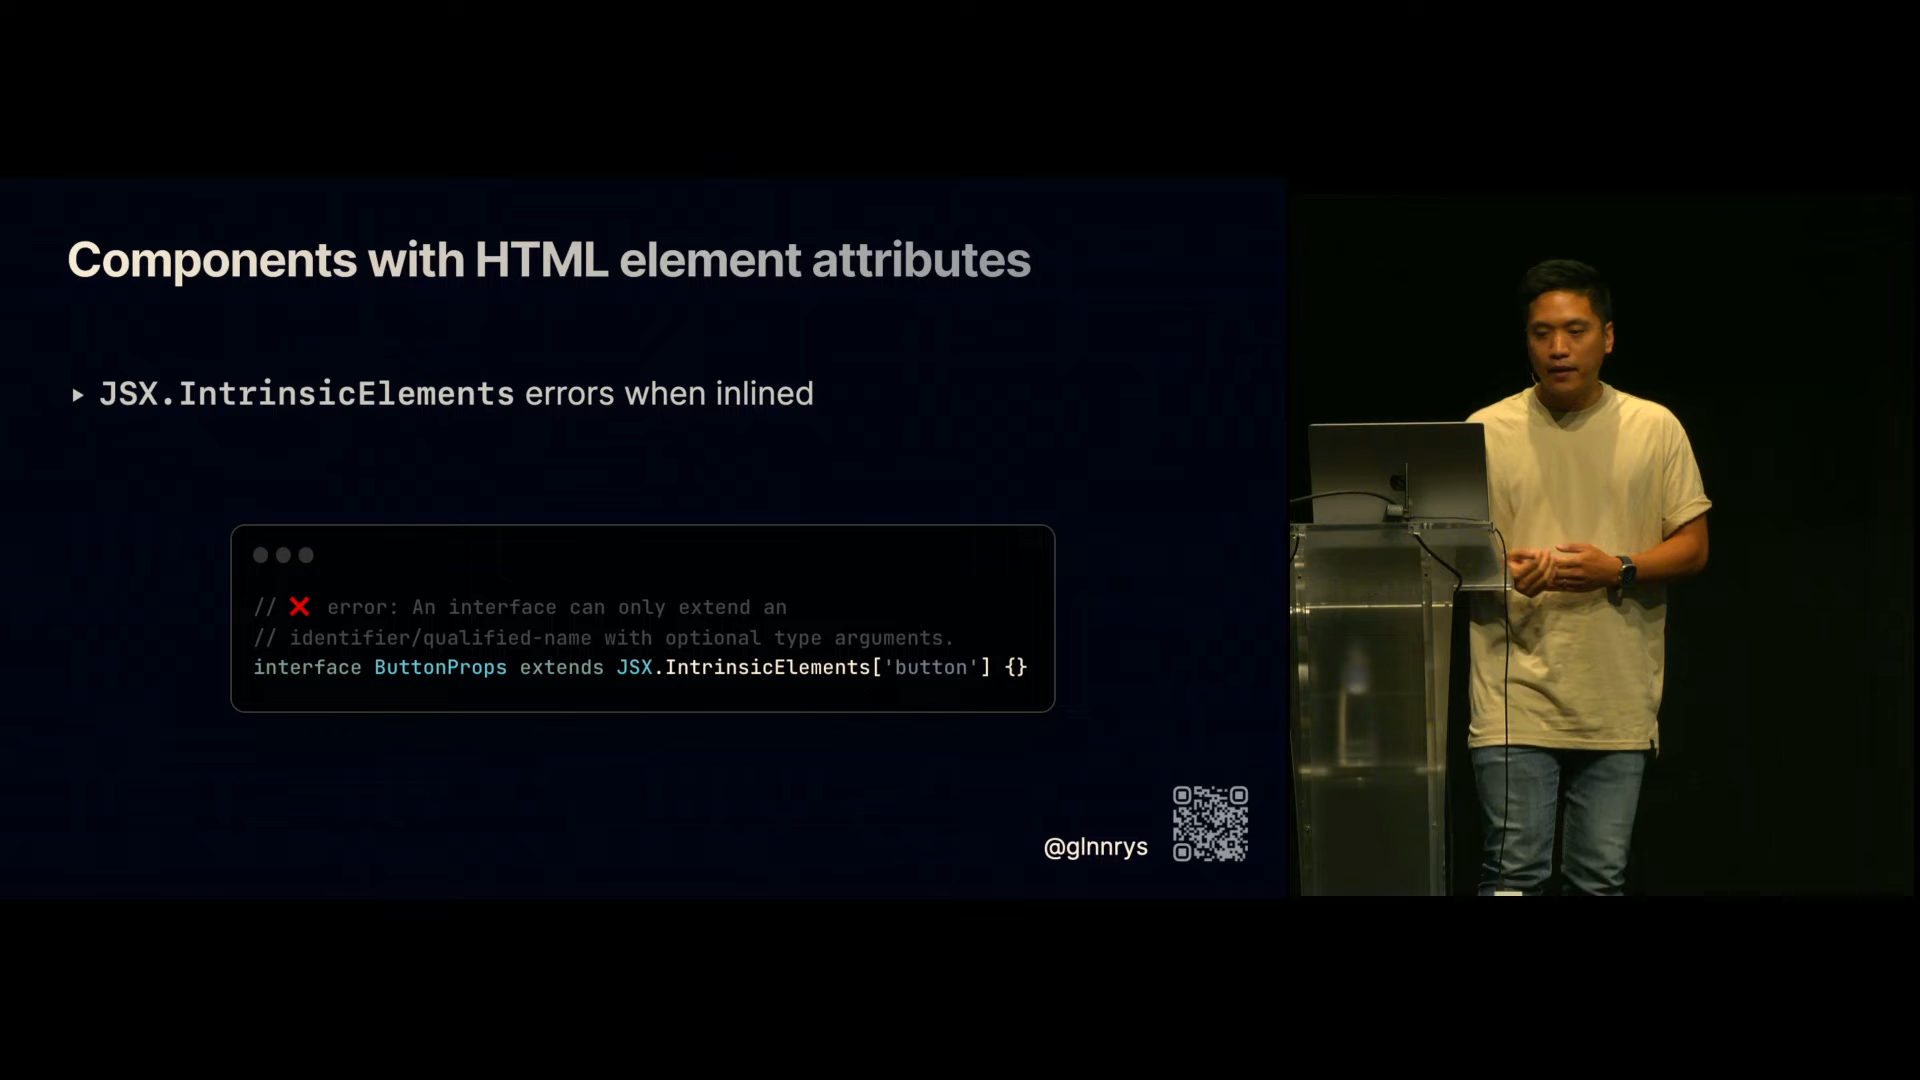 Components with HTML element attributes
▸ JSX.IntrinsicElements errors when inlined
// ❌ error: An interface can only extend an
// identifier/qualified-name with optional type arguments.
interface ButtonProps extends JSX.IntrinsicElements['button'] {}
@glnnrys